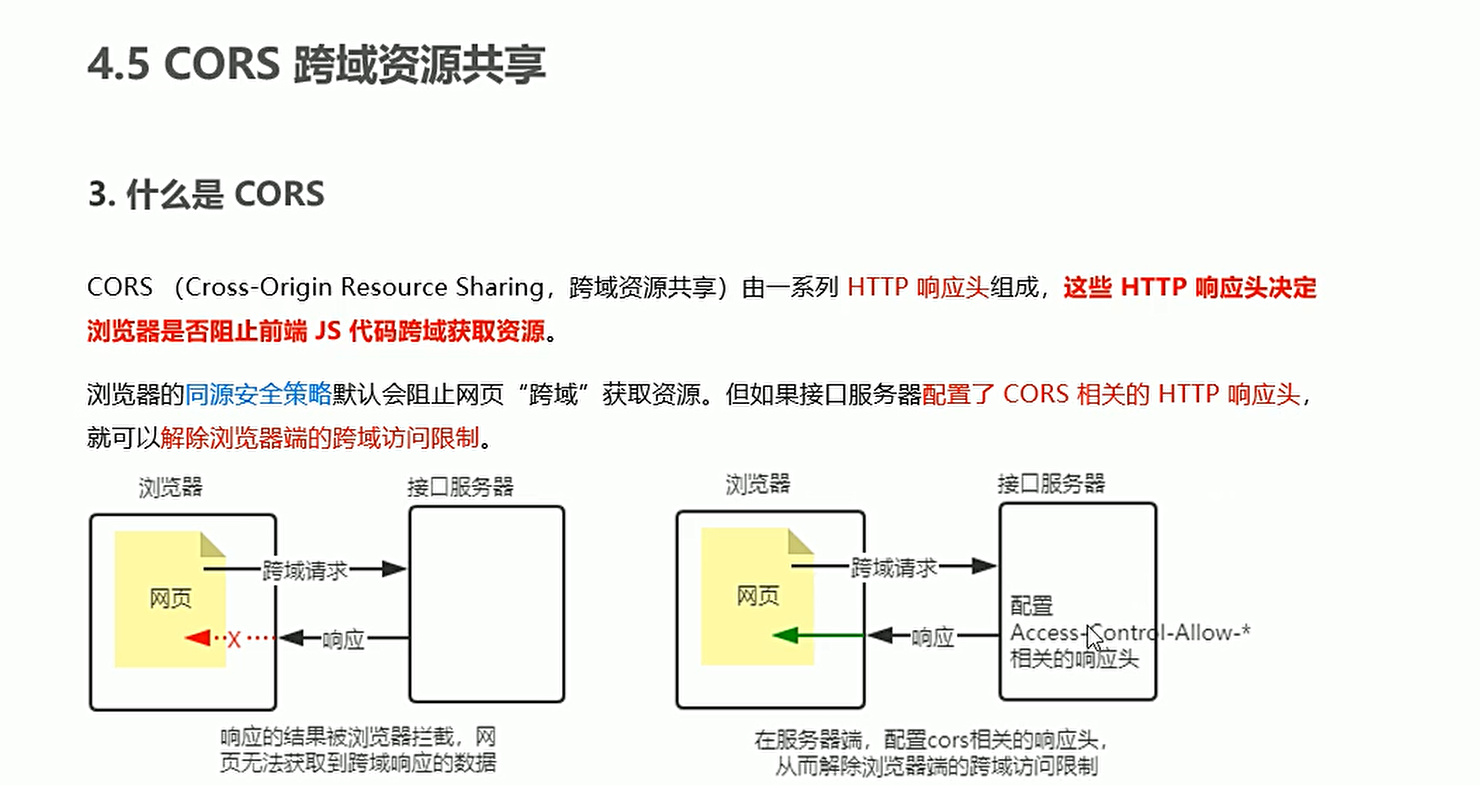 4.5 CORS 跨域资源共享
3. 什么是 CORS
CORS （Cross-Origin Resource Sharing，跨域资源共享）由一系列 HTTP 响应头组成，这些 HTTP 响应头决定
浏览器是否阻止前端 JS 代码跨域获取资源。
浏览器的同源安全策略默认会阻止网页“跨域”获取资源。但如果接口服务器配置了 CORS 相关的 HTTP 响应头，
就可以解除浏览器端的跨域访问限制。
浏览器
接口服务器
跨域请求
网页
X
响应
响应的结果被浏览器拦截，网
页无法获取到跨域响应的数据
浏览器
接口服务器
跨域请求
网页
响应
配置
Access-Control-Allow-*
相关的响应头
在服务器端，配置cors相关的响应头，
从而解除浏览器端的跨域访问限制